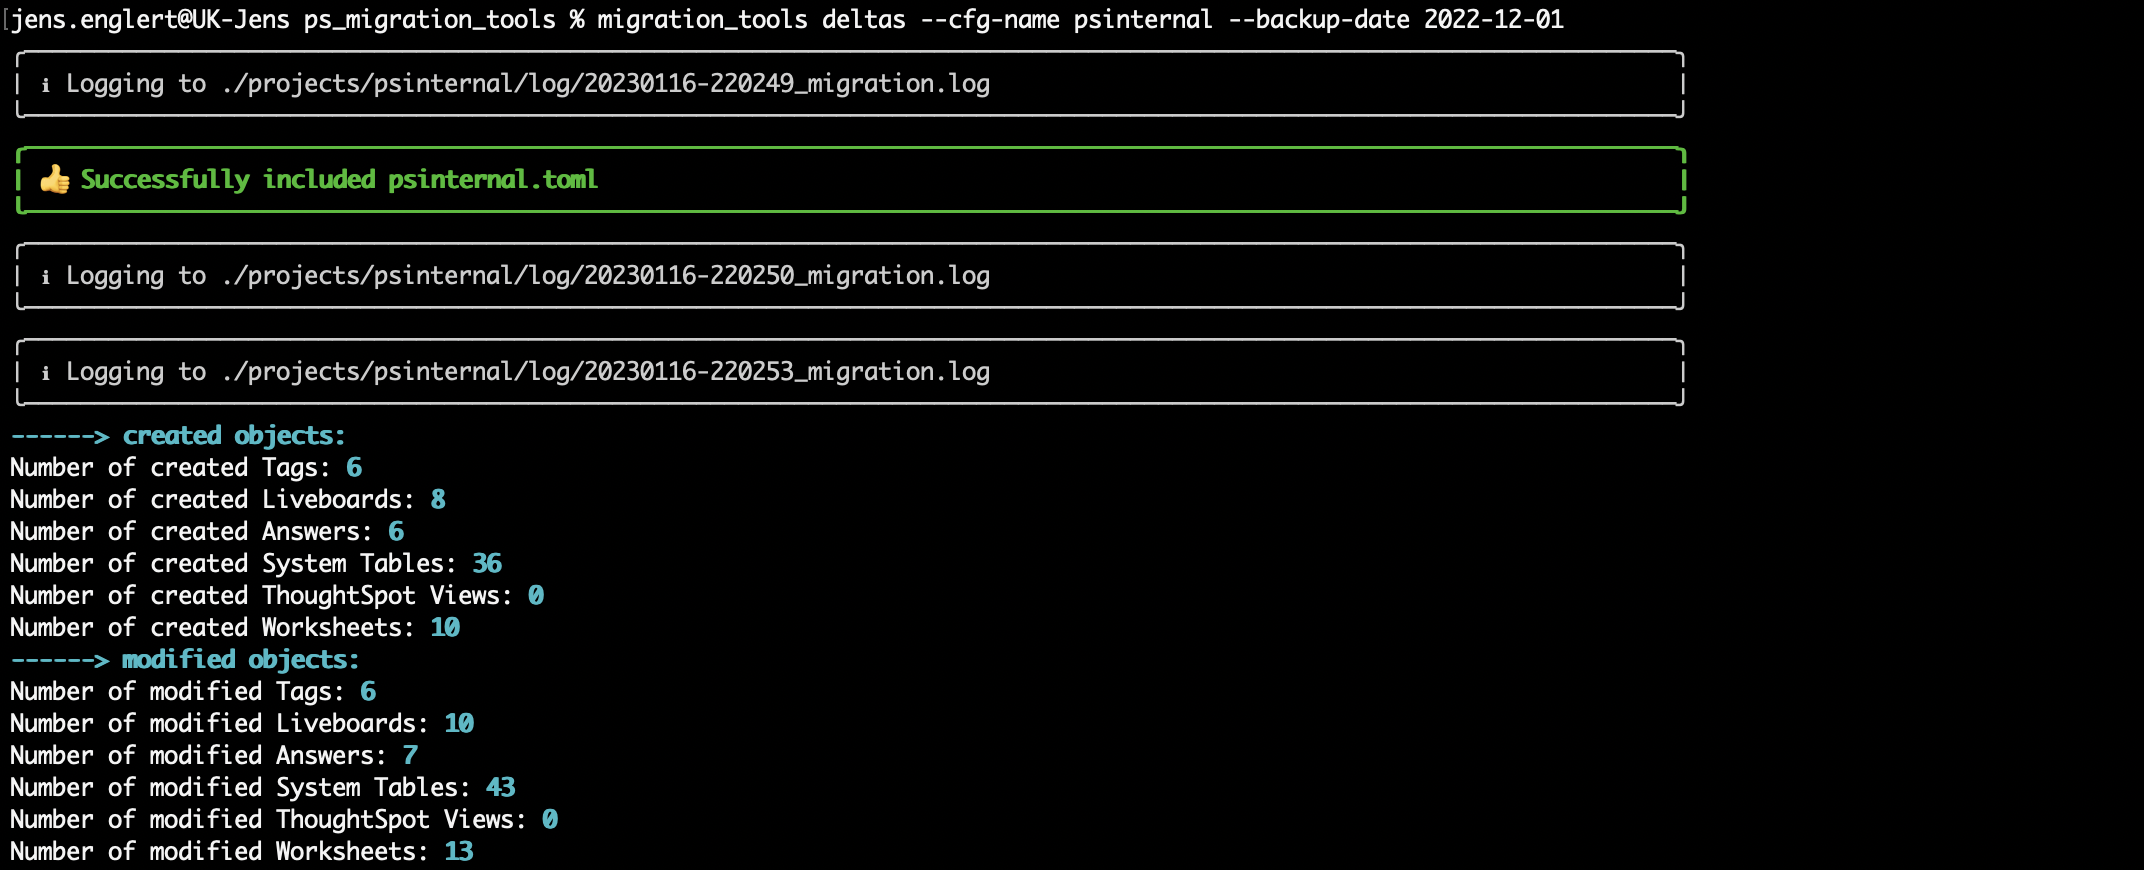 [jens.englert@UK-Jens ps_migration_tools % migration_tools deltas --cfg-name psinternal --backup-date 2022-12-01
ℹ Logging to ./projects/psinternal/log/20230116-220249_migration.log
👍 Successfully included psinternal.toml
ℹ Logging to ./projects/psinternal/log/20230116-220250_migration.log
ℹ Logging to ./projects/psinternal/log/20230116-220253_migration.log
------> created objects:
Number of created Tags: 6
Number of created Liveboards: 8
Number of created Answers: 6
Number of created System Tables: 36
Number of created ThoughtSpot Views: 0
Number of created Worksheets: 10
------> modified objects:
Number of modified Tags: 6
Number of modified Liveboards: 10
Number of modified Answers: 7
Number of modified System Tables: 43
Number of modified ThoughtSpot Views: 0
Number of modified Worksheets: 13